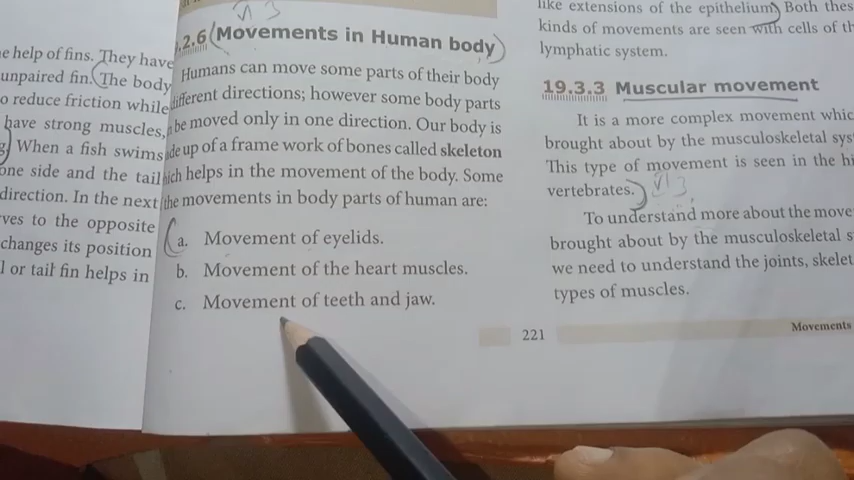 e help of fins. They have
unpaired fin. The body
o reduce friction while
have strong muscles,
When a fish swims
one side and the tail
direction. In the next
ves to the opposite
changes its position
l or tail fin helps in
.2.6 Movements in Human body
Humans can move some parts of their body
different directions; however some body parts
be moved only in one direction. Our body is
de up of a frame work of bones called skeleton
ich helps in the movement of the body. Some
the movements in body parts of human are:
a. Movement of eyelids.
b. Movement of the heart muscles.
c. Movement of teeth and jaw.
like extensions of the epithelium. Both thes
kinds of movements are seen with cells of th
lymphatic system.
19.3.3 Muscular movement
It is a more complex movement whic
brought about by the musculoskeletal sys
This type of movement is seen in the hi
vertebrates.
To understand more about the move
brought about by the musculoskeletal s
we need to understand the joints, skelet
types of muscles.
221
Movements